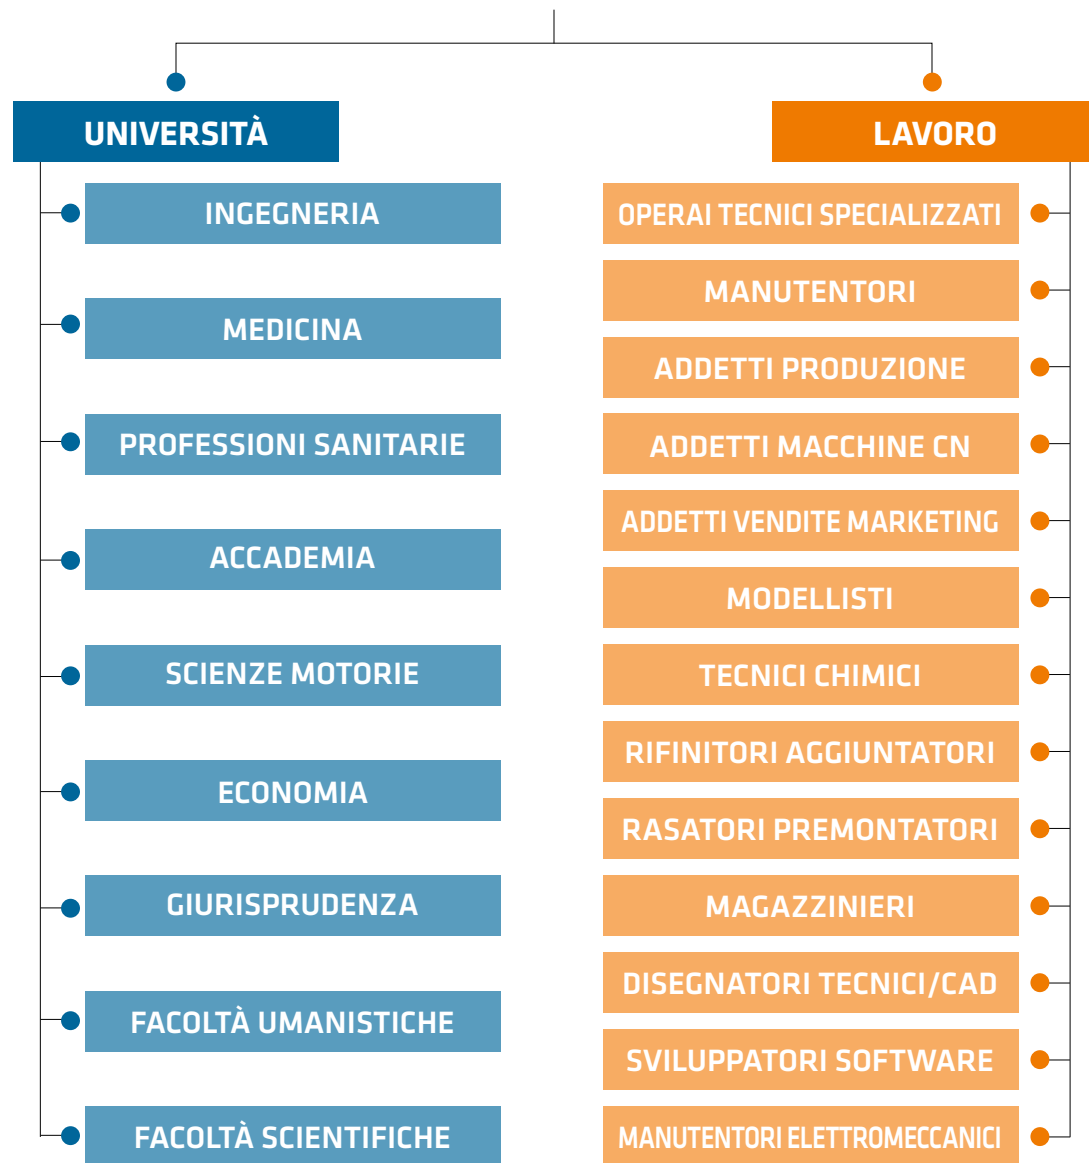 UNIVERSITÀ
INGEGNERIA
MEDICINA
PROFESSIONI SANITARIE
ACCADEMIA
SCIENZE MOTORIE
ECONOMIA
GIURISPRUDENZA
FACOLTÀ UMANISTICHE
FACOLTÀ SCIENTIFICHE
LAVORO
OPERAI TECNICI SPECIALIZZATI
MANUTENTORI
ADDETTI PRODUZIONE
ADDETTI MACCHINE CN
ADDETTI VENDITE MARKETING
MODELLISTI
TECNICI CHIMICI
RIFINITORI AGGIUNTATORI
RASATORI PREMONTATORI
MAGAZZINIERI
DISEGNATORI TECNICI/CAD
SVILUPPATORI SOFTWARE
MANUTENTORI ELETTROMECCANICI